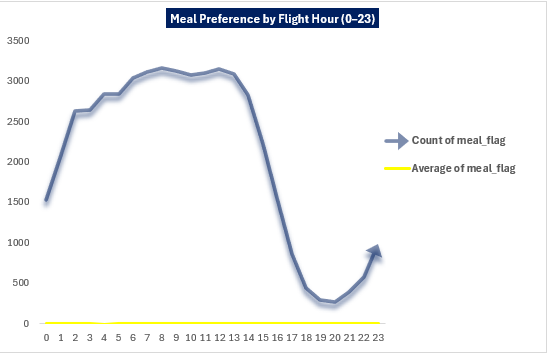 Meal Preference by Flight Hour (0–23)
3500
3000
2500
2000
1500
1000
500
0
Count of meal_flag
Average of meal_flag
0 1 2 3 4 5 6 7 8 9 10 11 12 13 14 15 16 17 18 19 20 21 22 23